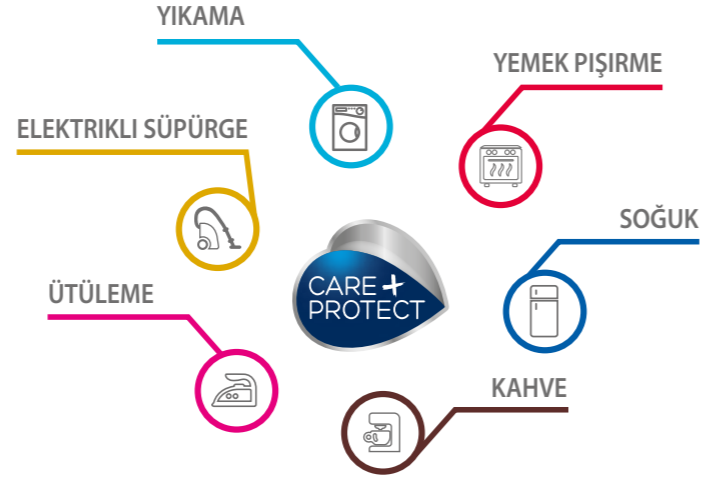 YIKAMA
YEMEK PIŞIRME
ELEKTRIKLI SÜPÜRGE
SOĞUK
CARE+
PROTECT
ÜTÜLEME
KAHVE